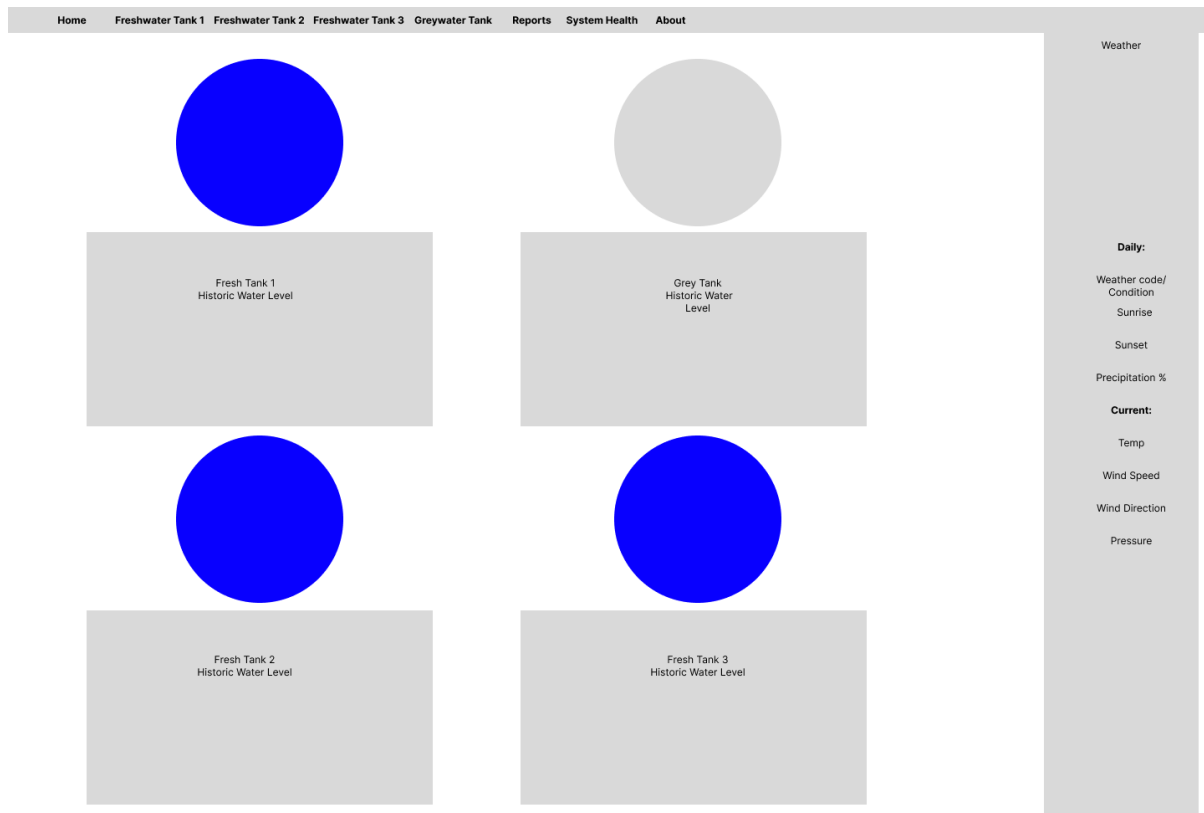 Home Freshwater Tank 1 Freshwater Tank 2 Freshwater Tank 3 Greywater Tank Reports System Health About
Fresh Tank 1
Historic Water Level
Grey Tank
Historic Water
Level
Fresh Tank 2
Historic Water Level
Fresh Tank 3
Historic Water Level
Weather
Daily:
Weather code/
Condition
Sunrise
Sunset
Precipitation %
Current:
Temp
Wind Speed
Wind Direction
Pressure